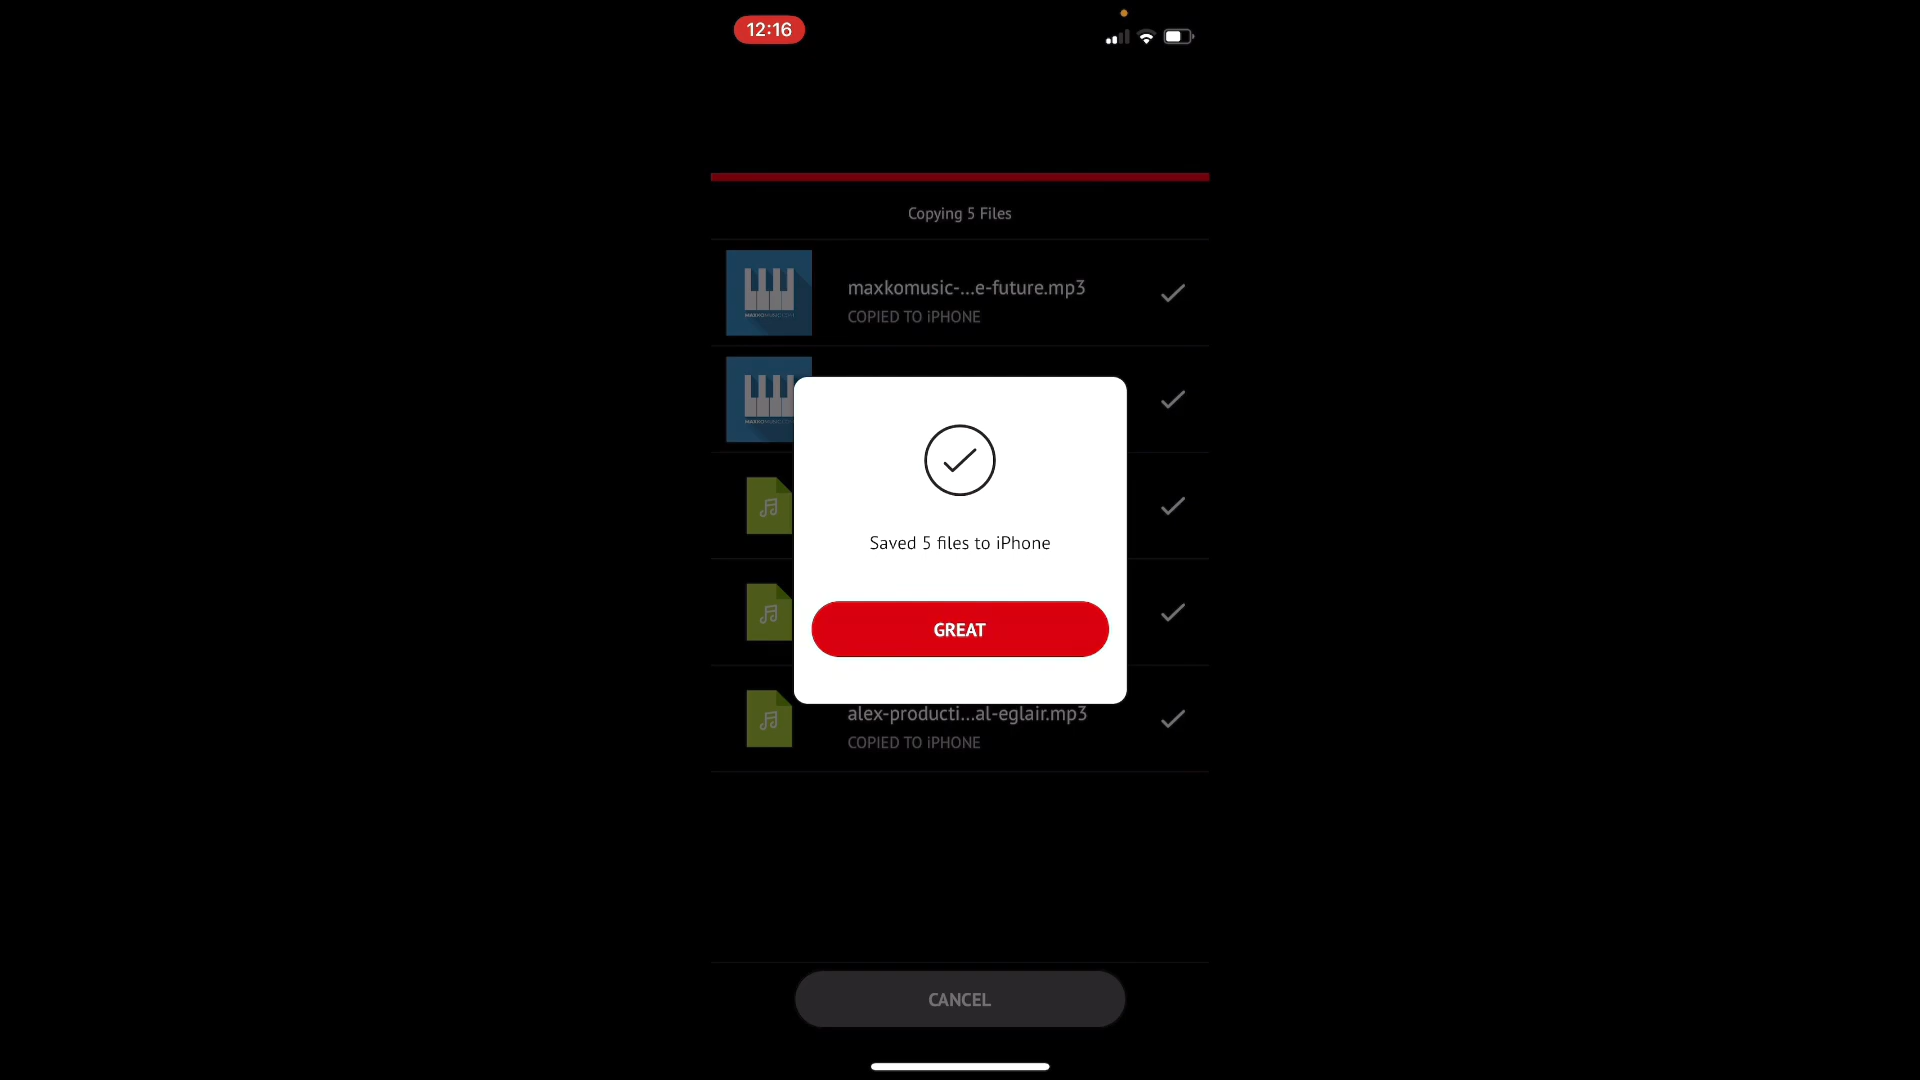 12:16
Copying 5 Files
maxkomusic-...e-future.mp3
COPIED TO iPHONE
Saved 5 files to iPhone
GREAT
alex-producti...al-eglair.mp3
COPIED TO iPHONE
CANCEL